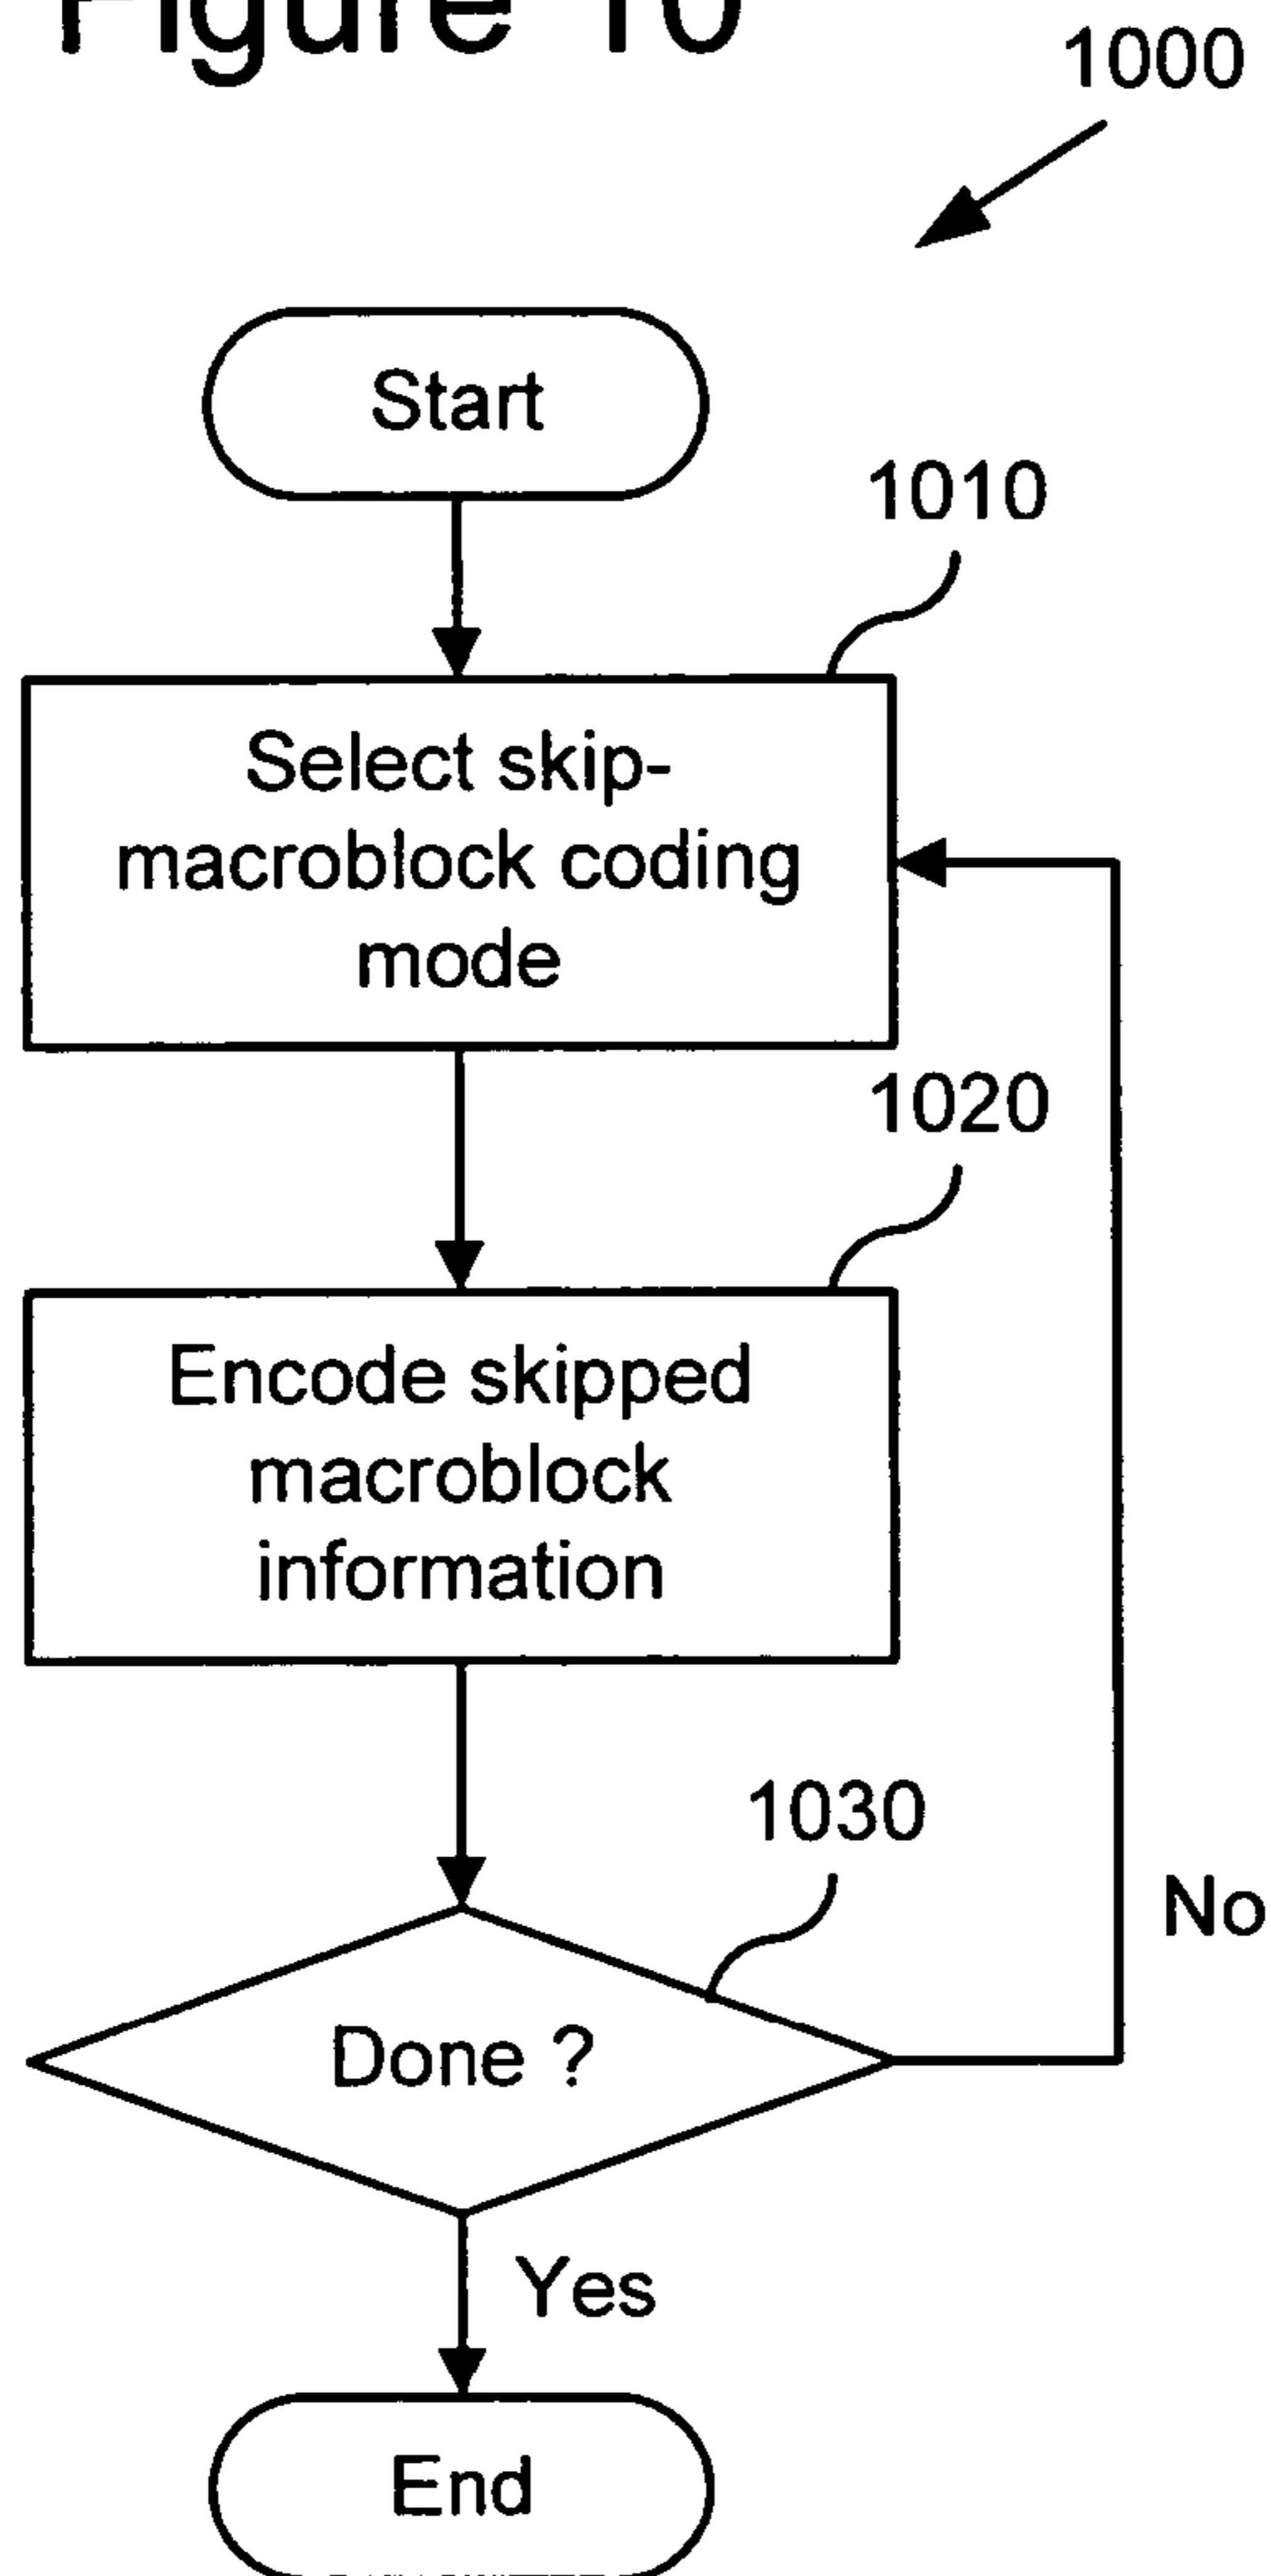 Figure 10
1000
Start
1010
Select skip-
macroblock coding
mode
1020
Encode skipped
macroblock
information
1030
Done ?
No
Yes
End